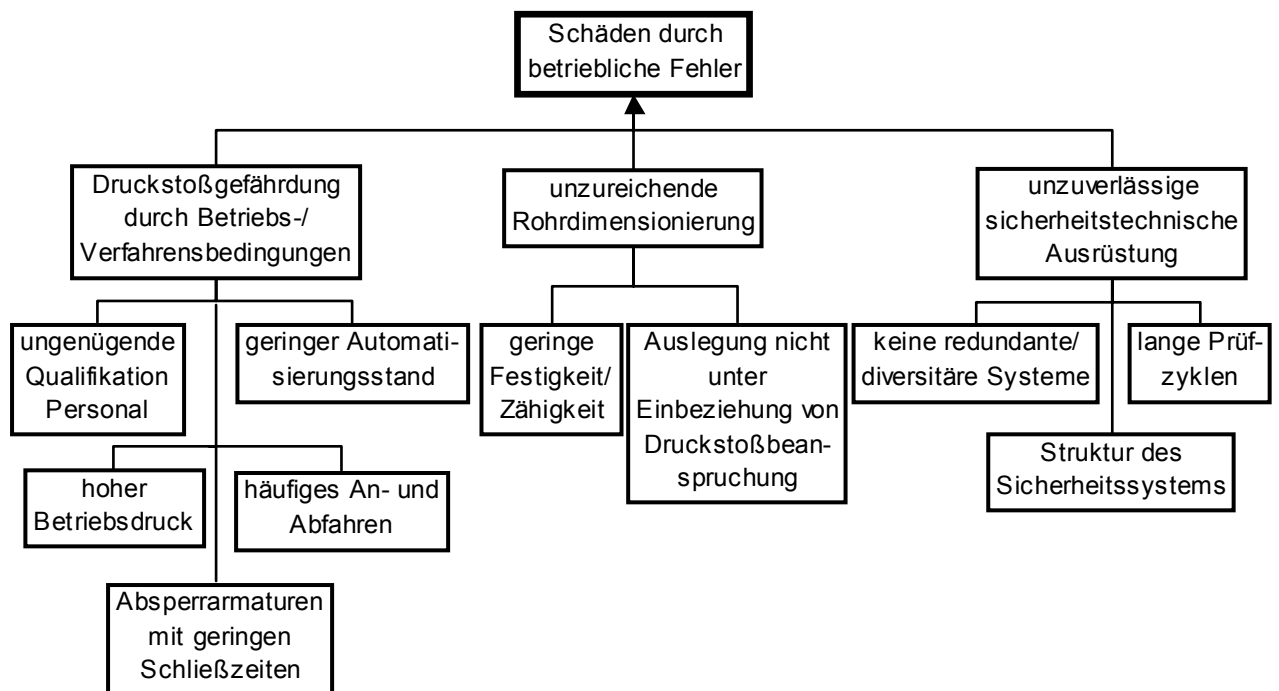 Schäden durch
betriebliche Fehler
Druckstoßgefährdung
durch Betriebs-/
Verfahrensbedingungen
unzureichende
Rohrdimensionierung
unzuverlässige
sicherheitstechnische
Ausrüstung
ungenügende
Qualifikation
Personal
geringer Automati-
sierungsstand
geringe
Festigkeit/
Zähigkeit
Auslegung nicht
unter
Einbeziehung von
Druckstoßbean-
spruchung
keine redundante/
diversitäre Systeme
lange Prüf-
zyklen
hoher
Betriebsdruck
häufiges An- und
Abfahren
Struktur des
Sicherheitssystems
Absperrarmaturen
mit geringen
Schließzeiten